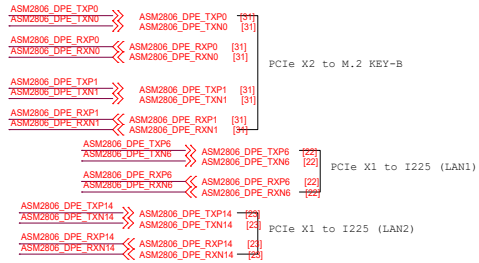 ASM2806_DPE_TXP0 ASM2806_DPE_TXP0 [31]
ASM2806_DPE_TXN0 ASM2806_DPE_TXN0 [31]
ASM2806_DPE_RXP0 ASM2806_DPE_RXP0 [31]
ASM2806_DPE_RXN0 ASM2806_DPE_RXN0 [31]
PCIe X2 to M.2 KEY-B
ASM2806_DPE_TXP1 ASM2806_DPE_TXP1 [31]
ASM2806_DPE_TXN1 ASM2806_DPE_TXN1 [31]
ASM2806_DPE_RXP1 ASM2806_DPE_RXP1 [31]
ASM2806_DPE_RXN1 ASM2806_DPE_RXN1 [31]
ASM2806_DPE_TXP6 ASM2806_DPE_TXP6 [22]
ASM2806_DPE_TXN6 ASM2806_DPE_TXN6 [22]
PCIe X1 to I225 (LAN1)
ASM2806_DPE_RXP6 ASM2806_DPE_RXP6 [22]
ASM2806_DPE_RXN6 ASM2806_DPE_RXN6 [22]
ASM2806_DPE_TXP14 ASM2806_DPE_TXP14 [23]
ASM2806_DPE_TXN14 ASM2806_DPE_TXN14 [23]
PCIe X1 to I225 (LAN2)
ASM2806_DPE_RXP14 ASM2806_DPE_RXP14 [23]
ASM2806_DPE_RXN14 ASM2806_DPE_RXN14 [23]